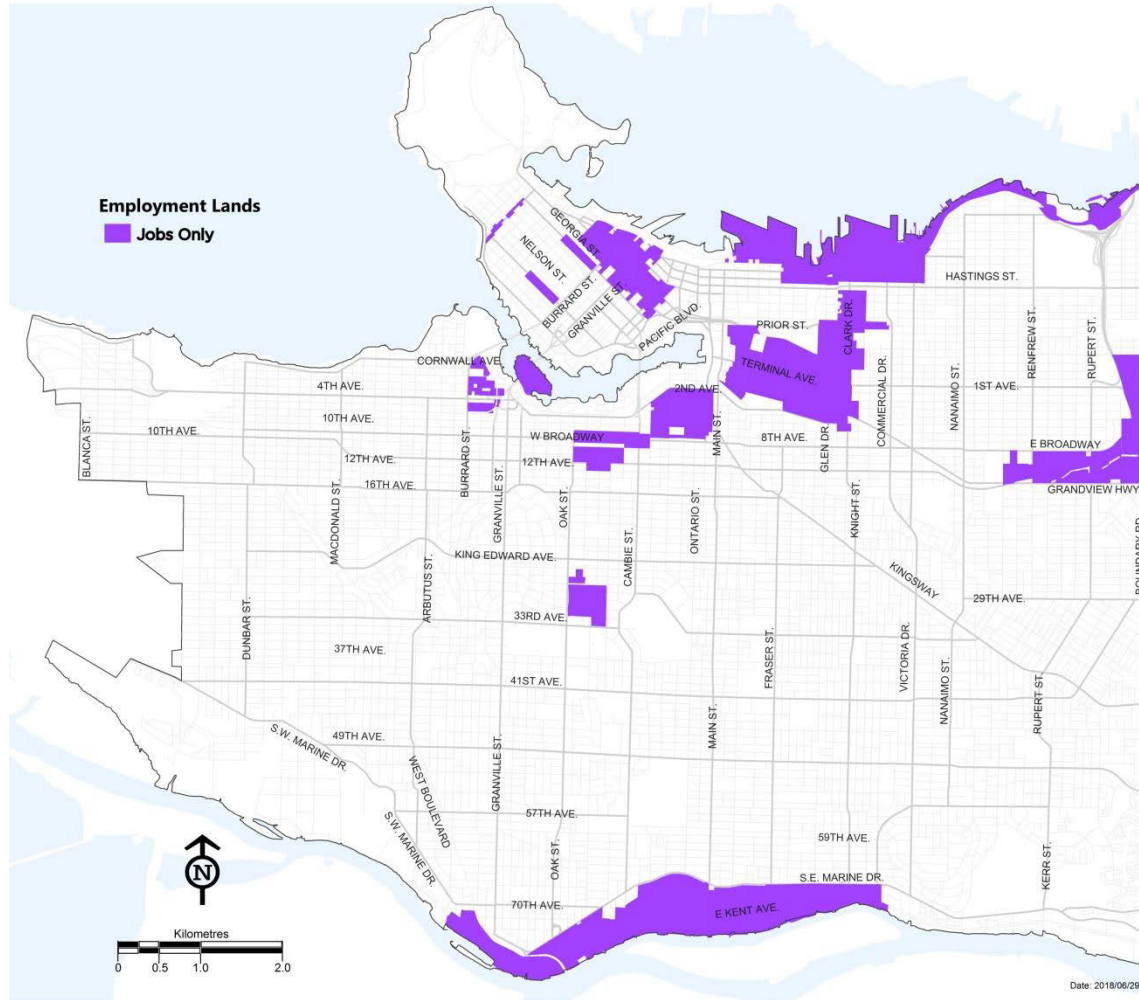 Employment Lands
Jobs Only
GEORGIA ST.
NELSON ST.
BURRARD ST.
GRANVILLE ST.
PACIFIC BLVD.
HASTINGS ST.
PRIOR ST.
CLARK DR.
TERMINAL AVE.
COMMERCIAL DR.
NANAIMO ST.
RENFREW ST.
RUPERT ST.
CORNWALL AVE
4TH AVE.
2ND AVE.
1ST AVE.
10TH AVE.
10TH AVE.
W BROADWAY
MAIN ST.
8TH AVE.
GLEN DR.
E BROADWAY
BLANCA ST.
12TH AVE.
12TH AVE
BURRARD ST.
16TH AVE.
GRANVILLE ST.
OAK ST.
GRANDVIEW HWY
MACDONALD ST.
ONTARIO ST.
KNIGHT ST.
KING EDWARD AVE.
CAMBIE ST.
KINGSWAY
BOUNDARY RD.
ARBUTUS ST.
29TH AVE.
DUNBAR ST.
33RD AVE.
37TH AVE.
FRASER ST.
VICTORIA DR.
41ST AVE.
NANAIMO ST.
RUPERT ST.
MAIN ST.
S.W. MARINE DR.
49TH AVE.
GRANVILLE ST.
WEST BOULEVARD
57TH AVE.
59TH AVE.
S.W. MARINE DR.
OAK ST.
KERR ST.
S.E. MARINE DR.
70TH AVE.
E KENT AVE.
N
Kilometres
0 0.5 1.0 2.0
Date: 2018/06/29